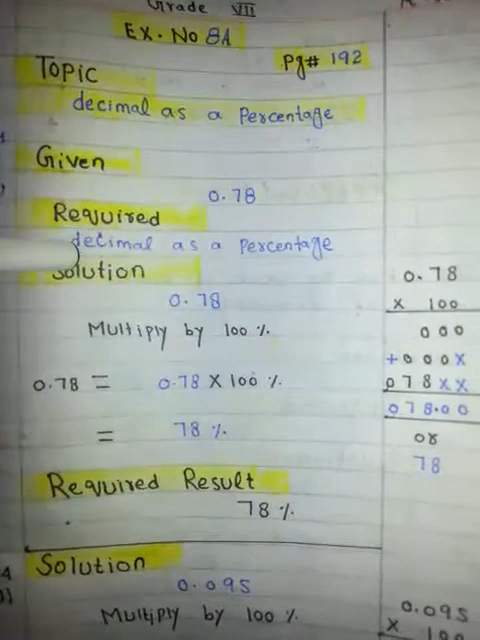 Grade VII
Ex. No 8A
Pg# 192
Topic
decimal as a Percentage
Given
0.78
Required
decimal as a Percentage
Solution
0.78
Multiply by 100 %
0.78 = 0.78 X 100 %
= 78 %
Required Result
78 %
Solution
0.095
Multiply by 100 %
0.78
x 100
000
+000x
078xx
078.00
or
78
0.095
x 100